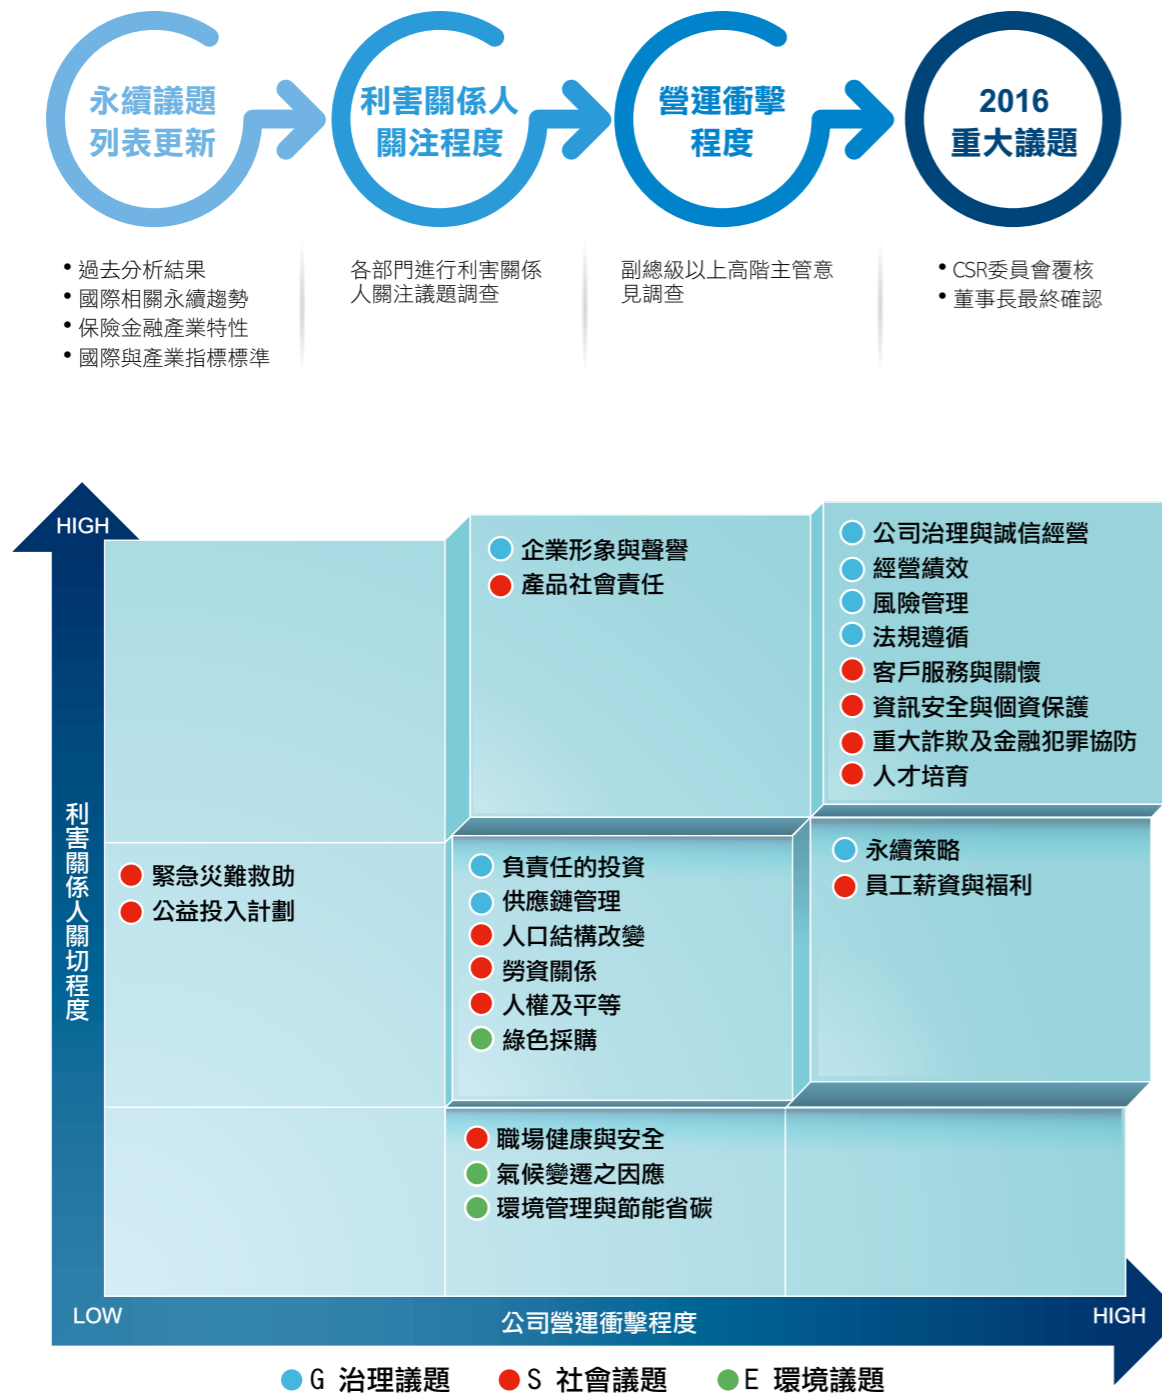 永續議題
列表更新
利害關係人
關注程度
營運衝擊
程度
2016
重大議題
• 過去分析結果
• 國際相關永續趨勢
• 保險金融產業特性
• 國際與產業指標標準
各部門進行利害關係
人關注議題調查
副總級以上高階主管意
見調查
• CSR委員會覆核
• 董事長最終確認
HIGH
利害關係人關切程度
企業形象與聲譽
產品社會責任
公司治理與誠信經營
經營績效
風險管理
法規遵循
客戶服務與關懷
資訊安全與個資保護
重大詐欺及金融犯罪協防
人才培育
緊急災難救助
公益投入計劃
負責任的投資
供應鏈管理
人口結構改變
勞資關係
人權及平等
綠色採購
永續策略
員工薪資與福利
職場健康與安全
氣候變遷之因應
環境管理與節能省碳
LOW
公司營運衝擊程度
HIGH
G 治理議題
S 社會議題
E 環境議題